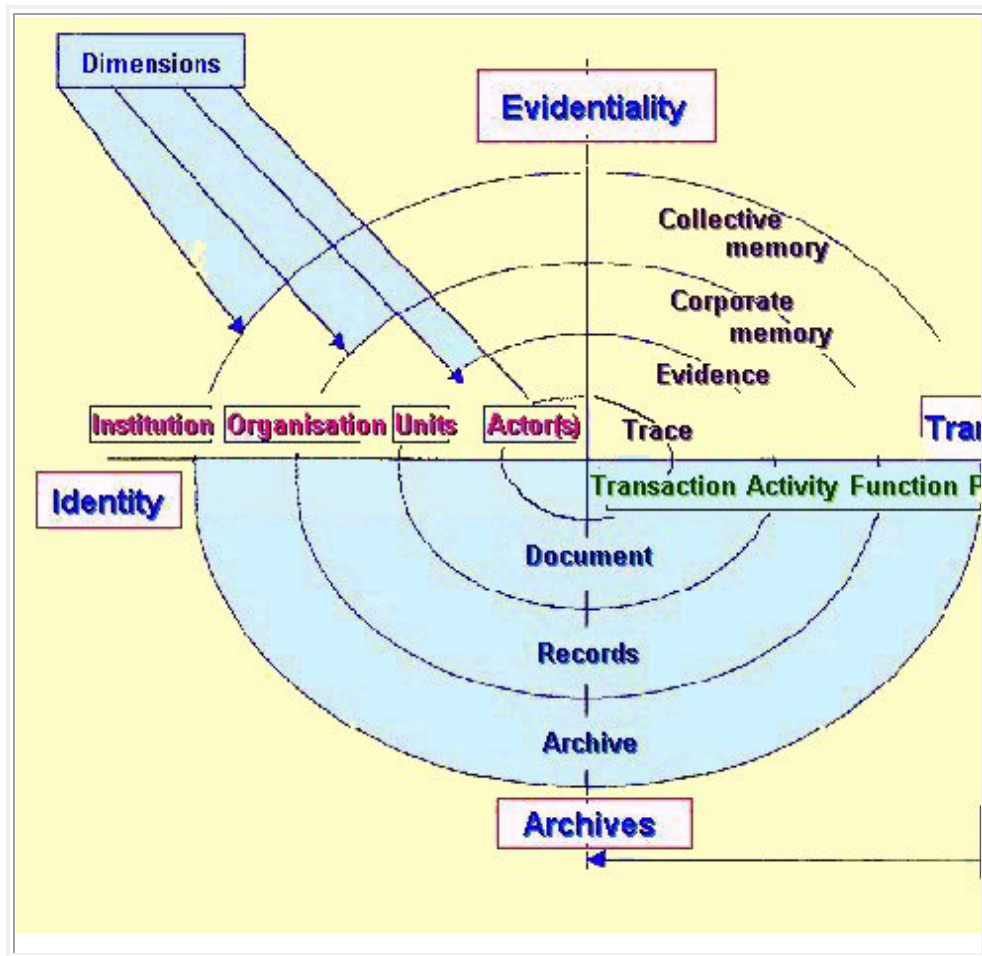 Dimensions
Evidentiality
Collective
memory
Corporate
memory
Evidence
Institution Organisation Units Actor(s) Trace
Tran
Identity
Transaction Activity Function P
Document
Records
Archive
Archives